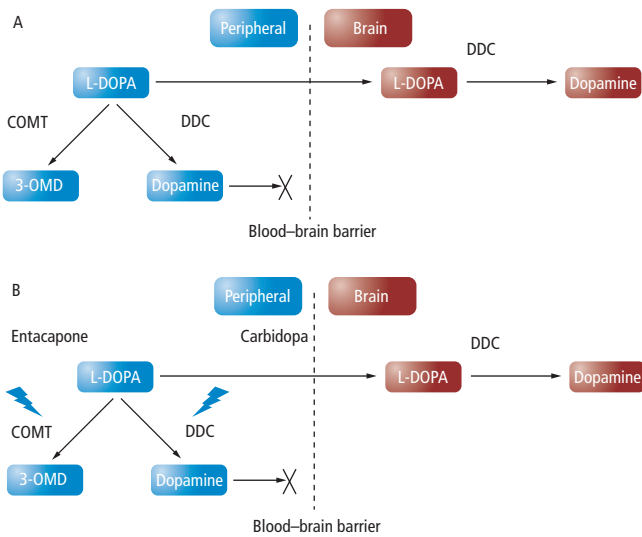 A
Peripheral Brain
DDC
L-DOPA L-DOPA Dopamine
COMT DDC
3-OMD Dopamine
Blood–brain barrier
B
Peripheral Brain
Entacapone Carbidopa
DDC
L-DOPA L-DOPA Dopamine
COMT DDC
3-OMD Dopamine
Blood–brain barrier